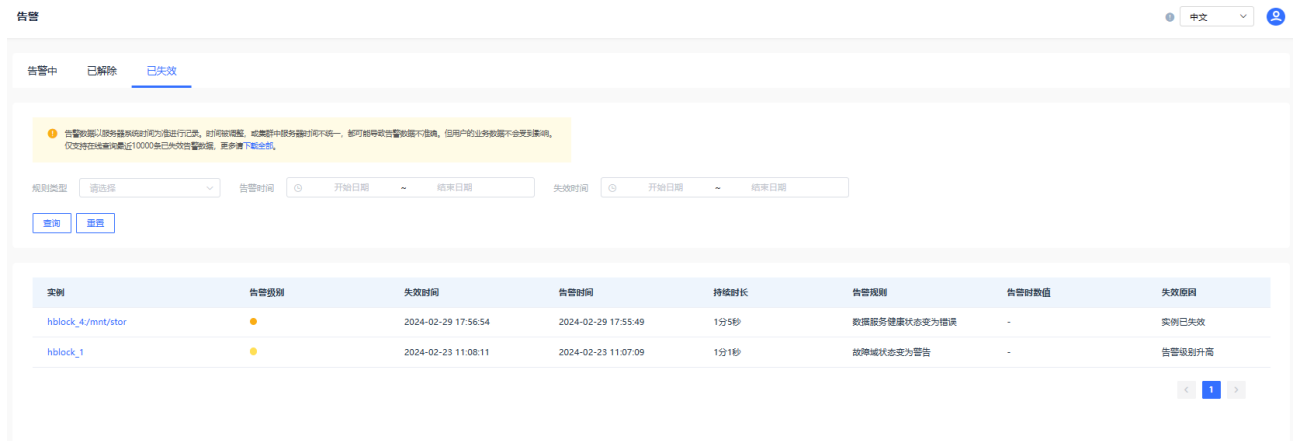 告警
中文
告警中 已解除 已失效
告警数据以服务器系统时间为准进行记录。时间被调整，或集群中服务器时间不统一，都可能导致告警数据不准确。但用户的业务数据不会受到影响。
仅支持在线查询最近10000条已失效告警数据，更多请下载全部。
规则类型 请选择 告警时间 开始日期 ~ 结束日期 失效时间 开始日期 ~ 结束日期
查询 重置
实例 告警级别 失效时间 告警时间 持续时长 告警规则 告警时数值 失效原因
hblock_4:/mnt/stor 2024-02-29 17:56:54 2024-02-29 17:55:49 1分5秒 数据服务健康状态变为错误 - 实例已失效
hblock_1 2024-02-23 11:08:11 2024-02-23 11:07:09 1分1秒 故障域状态变为警告 - 告警级别升高
< 1 >